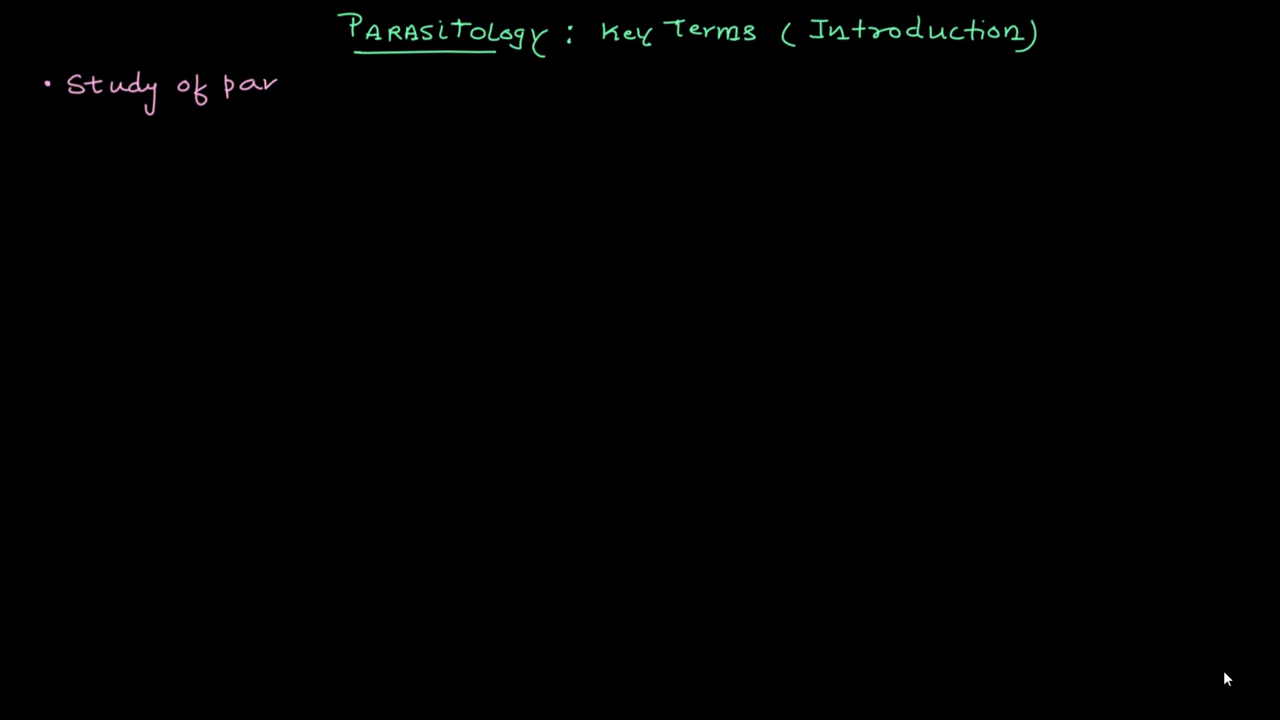 PARASITOLOGY : Key Terms ( Introduction )
• Study of par